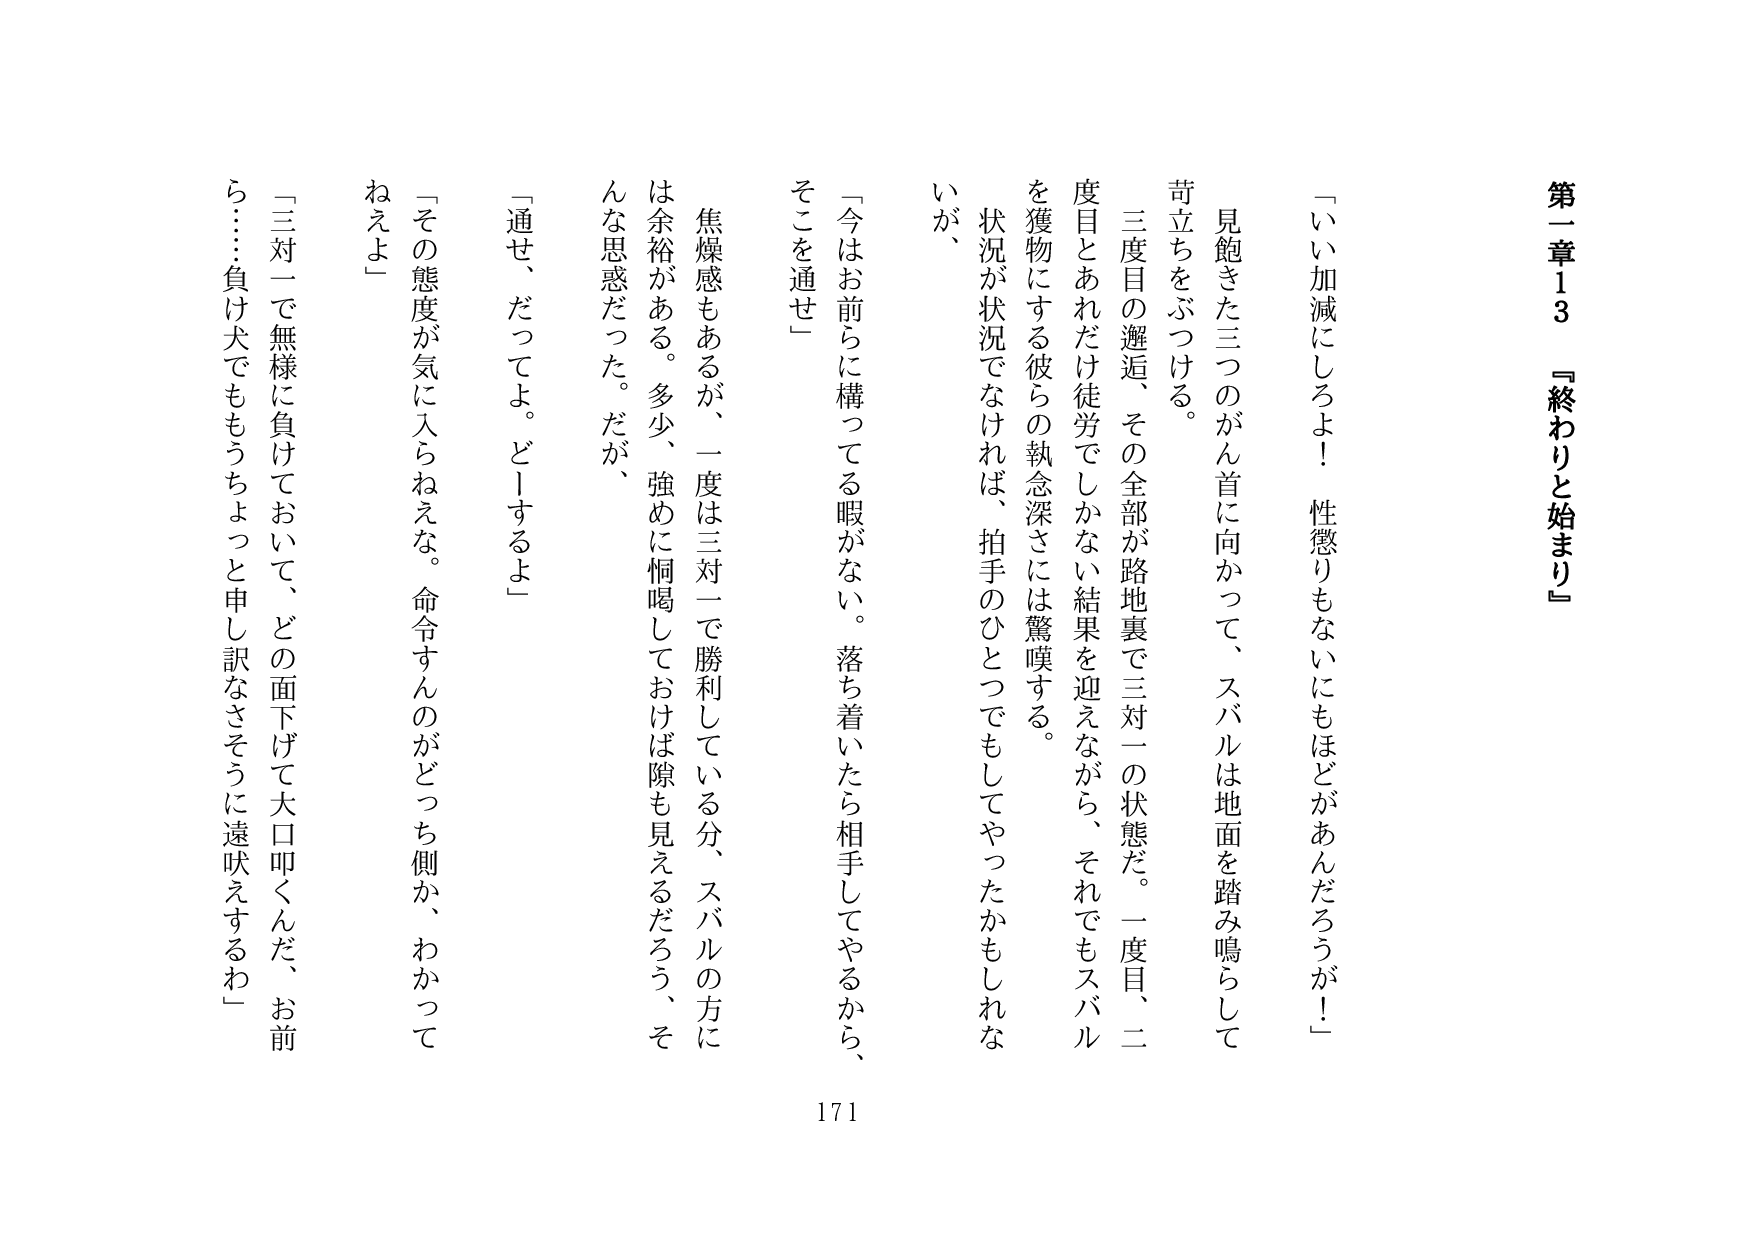 第一章１３　『終わりと始まり』
「いい加減にしろよ！　性懲りもないにもほどがあんだろうが！」
　見飽きた三つのがん首に向かって、スバルは地面を踏み鳴らして
苛立ちをぶつける。
　三度目の邂逅、その全部が路地裏で三対一の状態だ。一度目、二
度目とあれだけ徒労でしかない結果を迎えながら、それでもスバル
を獲物にする彼らの執念深さには驚嘆する。
　状況が状況でなければ、拍手のひとつでもしてやったかもしれな
いが、
「今はお前らに構ってる暇がない。落ち着いたら相手してやるから、
そこを通せ」
　焦燥感もあるが、一度は三対一で勝利している分、スバルの方に
は余裕がある。多少、強めに恫喝しておけば隙も見えるだろう、そ
んな思惑だった。だが、
「通せ、だってよ。どーするよ」
「その態度が気に入らねえな。命令すんのがどっち側か、わかって
ねえよ」
「三対一で無様に負けておいて、どの面下げて大口叩くんだ、お前
ら……負け犬でももうちょっと申し訳なさそうに遠吠えするわ」
171